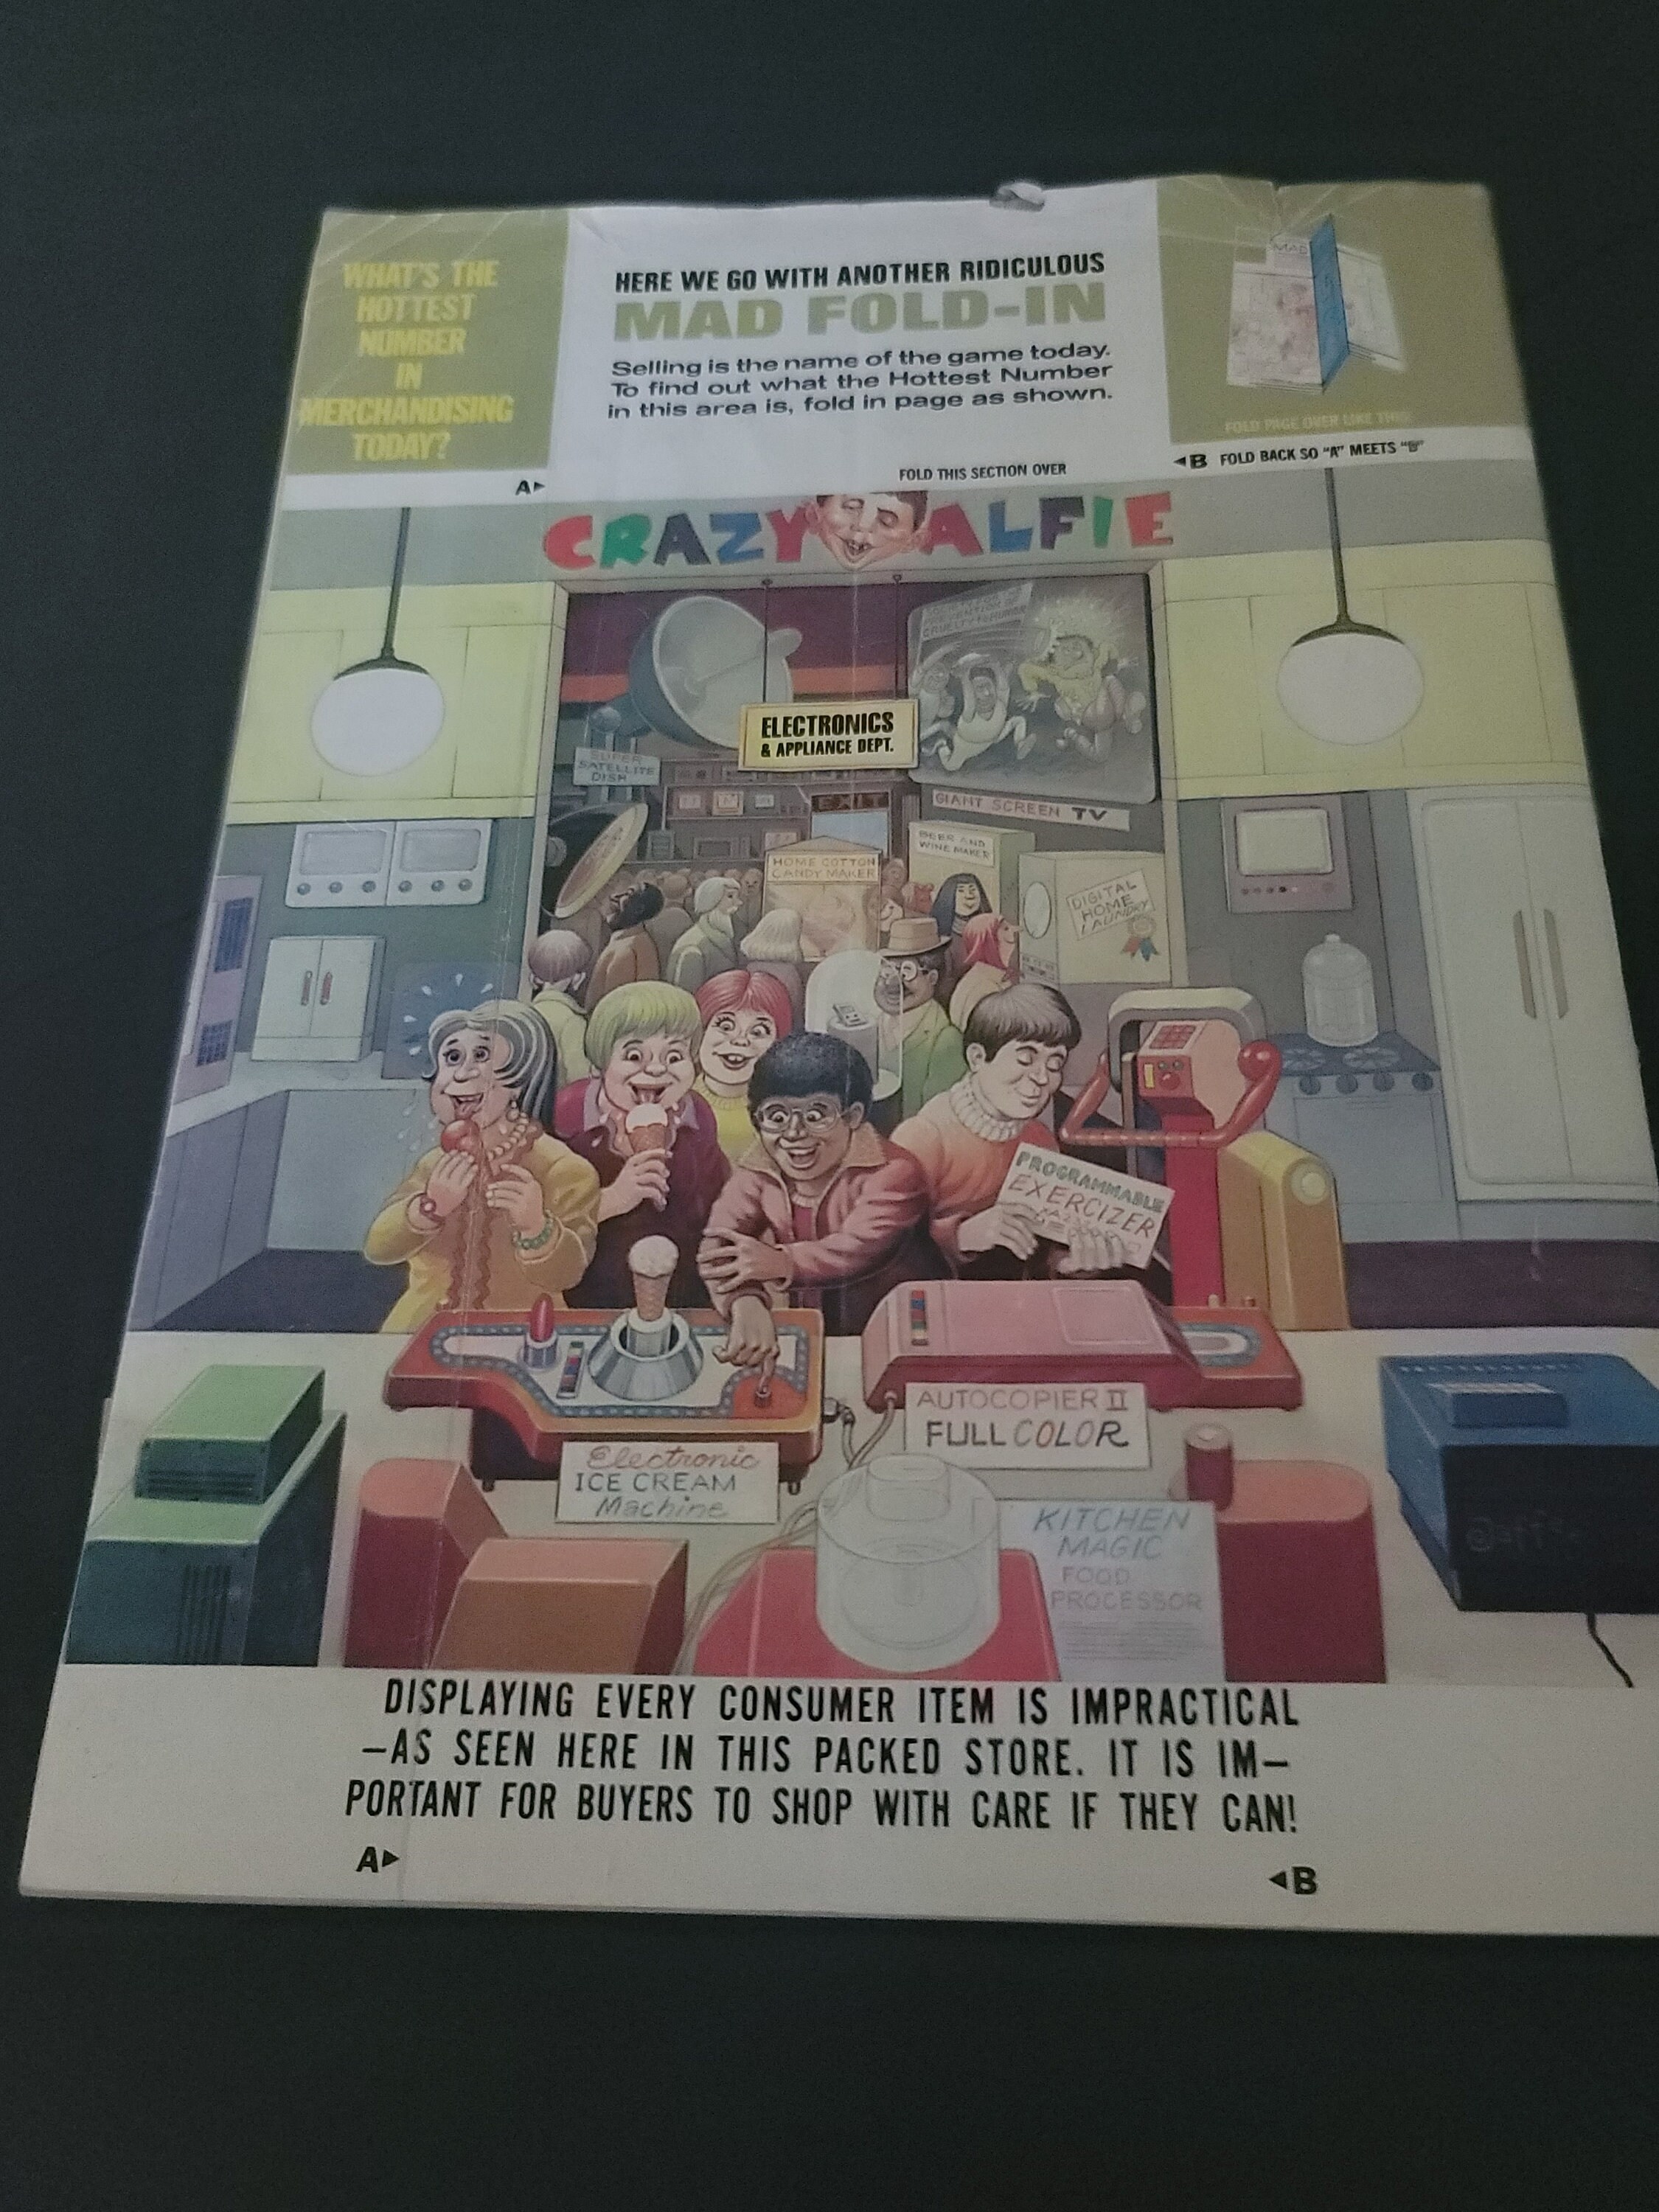 WHAT'S THE
HOTTEST
NUMBER
IN
MERCHANDISING
TODAY?
HERE WE GO WITH ANOTHER RIDICULOUS
MAD FOLD-IN
Selling is the name of the game today.
To find out what the Hottest Number
in this area is, fold in page as shown.
MAD
FOLD PAGE OVER LIKE THIS!
A▶
FOLD THIS SECTION OVER
◀B FOLD BACK SO "A" MEETS "B"
CRAZY ALFIE
CRUELTY
ELECTRONICS
& APPLIANCE DEPT.
SUPER
SATELLITE
DISH
EXIT
GIANT SCREEN TV
BEER AND
WINE MAKER
HOME COTTON
CANDY MAKER
DIGITAL
HOME
LAUNDRY
PROGRAMMABLE
EXERCIZER
AUTOCOPIER II
FULL COLOR
Electronic
ICE CREAM
Machine
KITCHEN
MAGIC
FOOD
PROCESSOR
DISPLAYING EVERY CONSUMER ITEM IS IMPRACTICAL
—AS SEEN HERE IN THIS PACKED STORE. IT IS IM—
PORTANT FOR BUYERS TO SHOP WITH CARE IF THEY CAN!
A▶
◀B